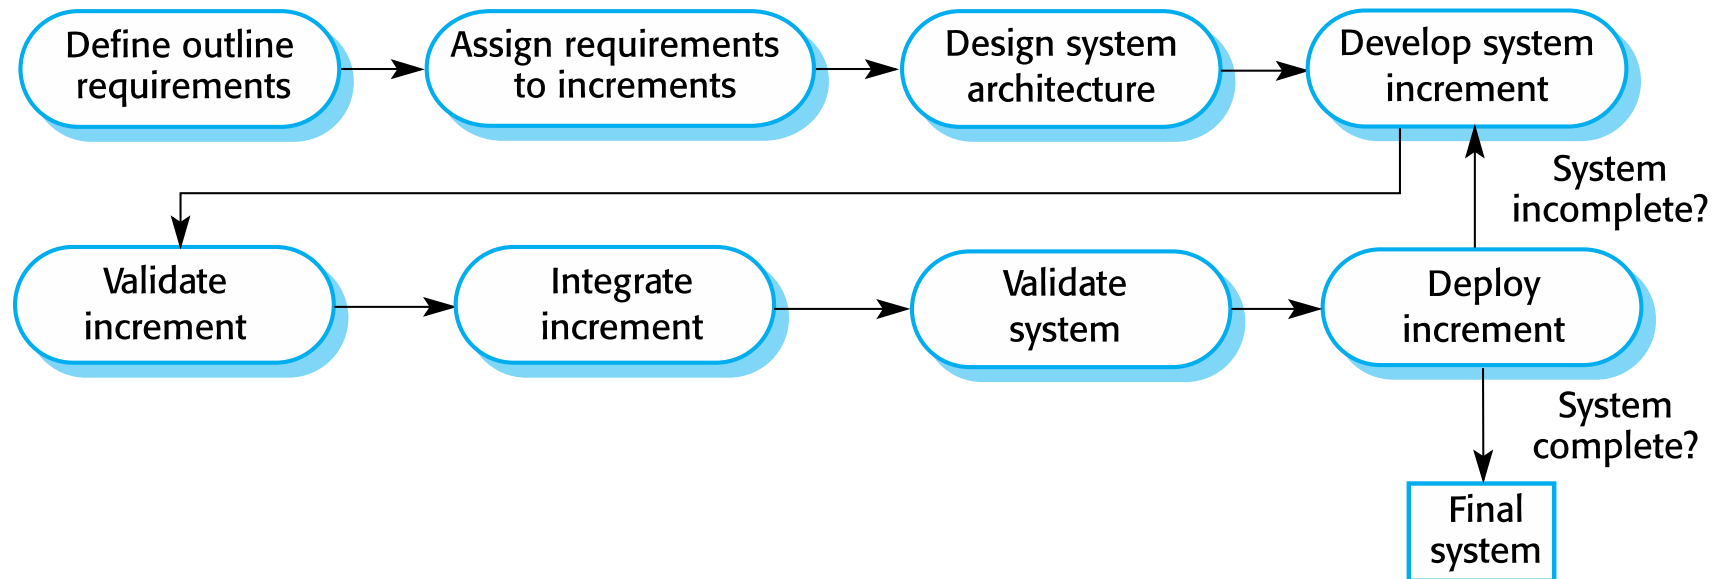 Define outline
requirements
Assign requirements
to increments
Design system
architecture
Develop system
increment
System
incomplete?
Validate
increment
Integrate
increment
Validate
system
Deploy
increment
System
complete?
Final
system